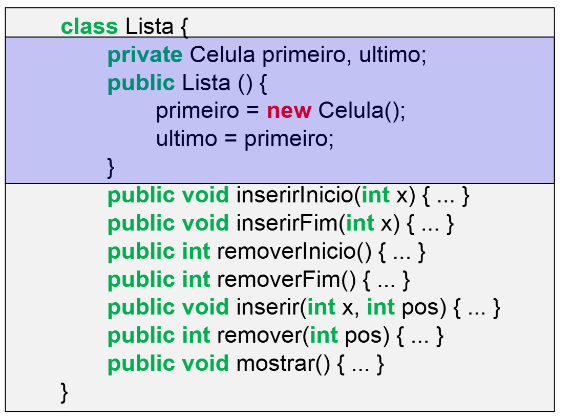 class Lista {
private Celula primeiro, ultimo;
public Lista () {
primeiro = new Celula();
ultimo = primeiro;
}
public void inserirInicio(int x) { ... }
public void inserirFim(int x) { ... }
public int removerInicio() { ... }
public int removerFim() { ... }
public void inserir(int x, int pos) { ... }
public int remover(int pos) { ... }
public void mostrar() { ... }
}